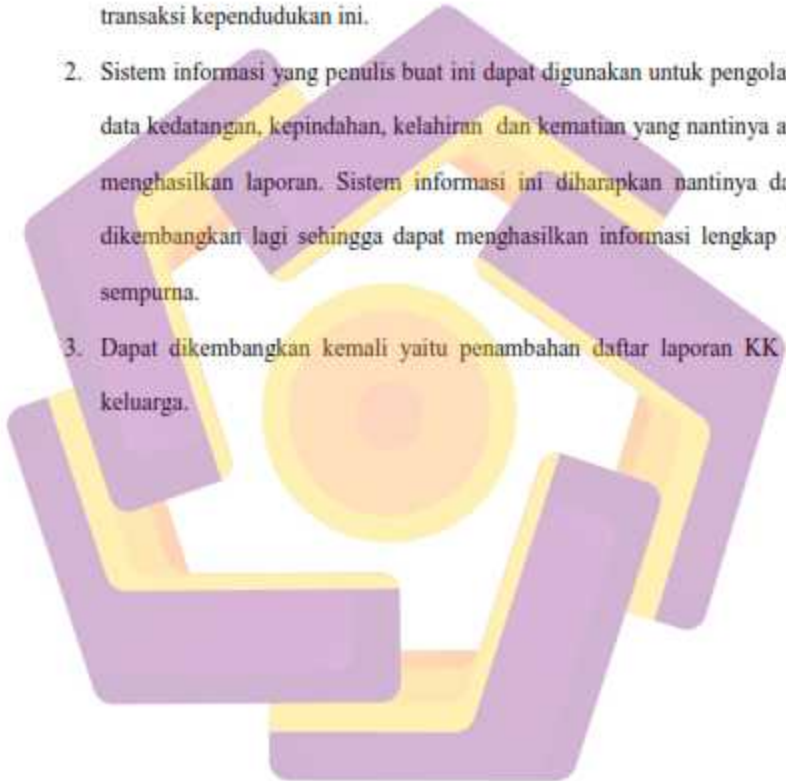 transaksi kependudukan ini.
2. Sistem informasi yang penulis buat ini dapat digunakan untuk pengola
data kedatangan, kepindahan, kelahiran dan kematian yang nantinya a
menghasilkan laporan. Sistem informasi ini diharapkan nantinya da
dikembangkan lagi sehingga dapat menghasilkan informasi lengkap
sempurna.
3. Dapat dikembangkan kemali yaitu penambahan daftar laporan KK
keluarga.